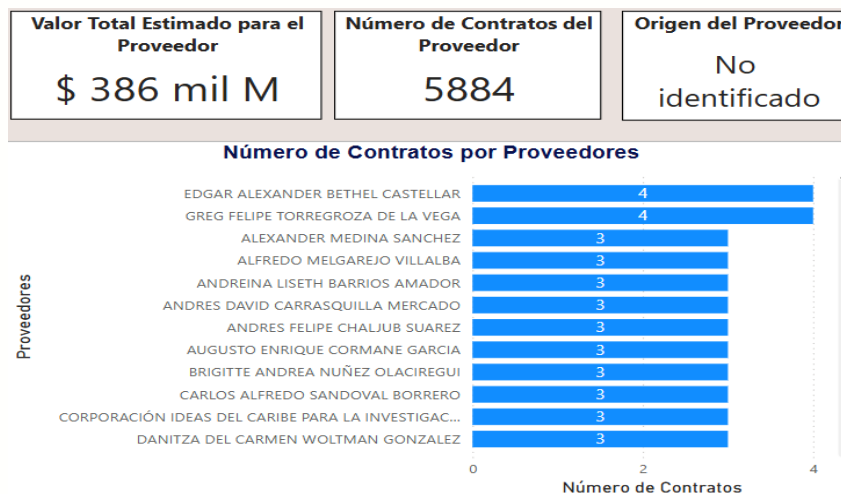 Valor Total Estimado para el
Proveedor
$ 386 mil M
Número de Contratos del
Proveedor
5884
Origen del Proveedor
No
identificado
Número de Contratos por Proveedores
Proveedores
EDGAR ALEXANDER BETHEL CASTELLAR 4
GREG FELIPE TORREGROZA DE LA VEGA 4
ALEXANDER MEDINA SANCHEZ 3
ALFREDO MELGAREJO VILLALBA 3
ANDREINA LISETH BARRIOS AMADOR 3
ANDRES DAVID CARRASQUILLA MERCADO 3
ANDRES FELIPE CHALJUB SUAREZ 3
AUGUSTO ENRIQUE CORMANE GARCIA 3
BRIGITTE ANDREA NUÑEZ OLACIREGUI 3
CARLOS ALFREDO SANDOVAL BORRERO 3
CORPORACIÓN IDEAS DEL CARIBE PARA LA INVESTIGAC... 3
DANITZA DEL CARMEN WOLTMAN GONZALEZ 3
0 2 4
Número de Contratos